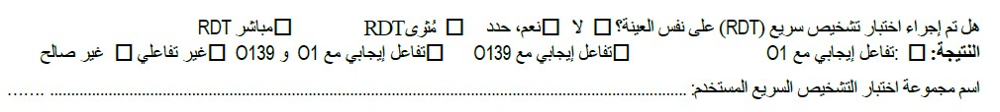 هل تم إجراء اختبار تشخيص سريع (RDT) على نفس العينة؟ □ لا □نعم، حدد □ مُثوىRDT □مباشر RDT
النتيجة: □ :تفاعل إيجابي مع O1 □تفاعل إيجابي مع O139 □تفاعل إيجابي مع O1 و O139 □غير تفاعلي □ غير صالح
اسم مجموعة اختبار التشخيص السريع المستخدم: ........................................................................................................................................ .......